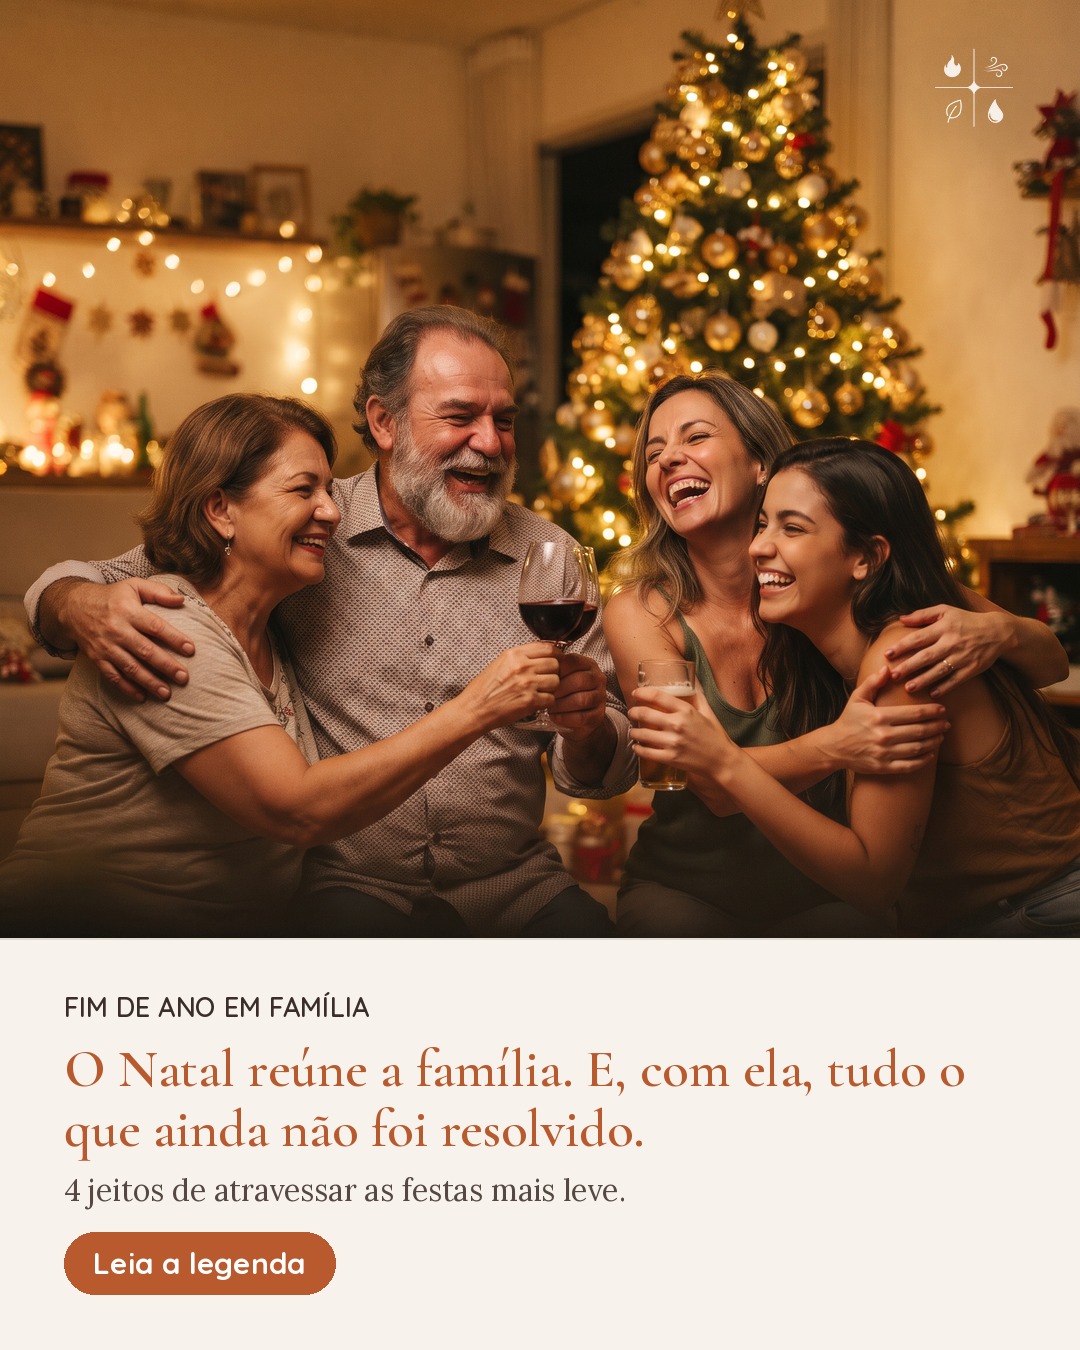 FIM DE ANO EM FAMÍLIA
O Natal reúne a família. E, com ela, tudo o
que ainda não foi resolvido.
4 jeitos de atravessar as festas mais leve.
Leia a legenda